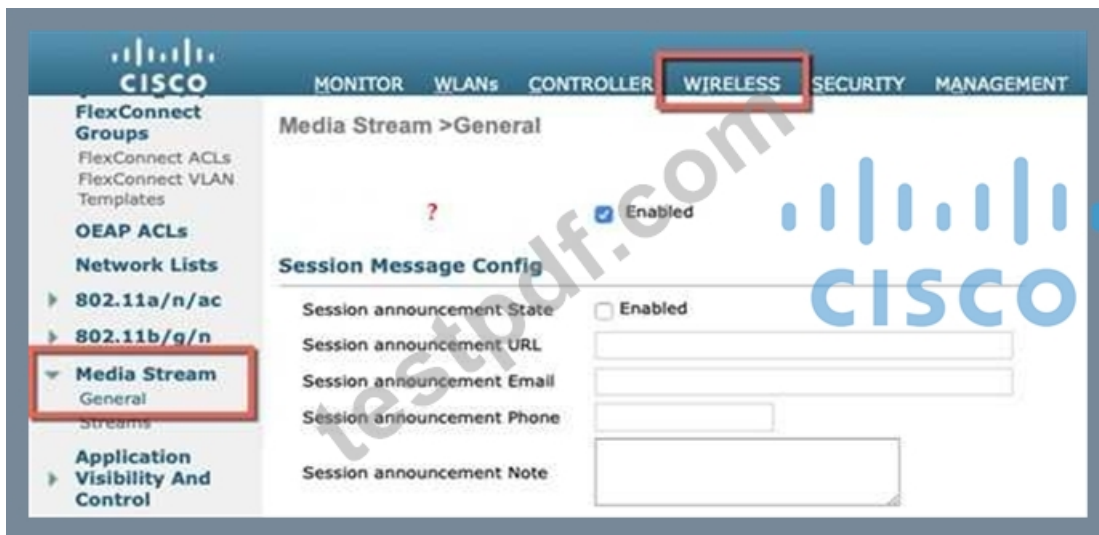 CISCO
MONITOR WLANs CONTROLLER WIRELESS SECURITY MANAGEMENT
FlexConnect
Groups
FlexConnect ACLs
FlexConnect VLAN
Templates
OEAP ACLs
Network Lists
802.11a/n/ac
802.11b/g/n
Media Stream
General
Streams
Application
Visibility And
Control
Media Stream >General
? Enabled
Session Message Config
Session announcement State Enabled
Session announcement URL
Session announcement Email
Session announcement Phone
Session announcement Note
CISCO
testpdf.com